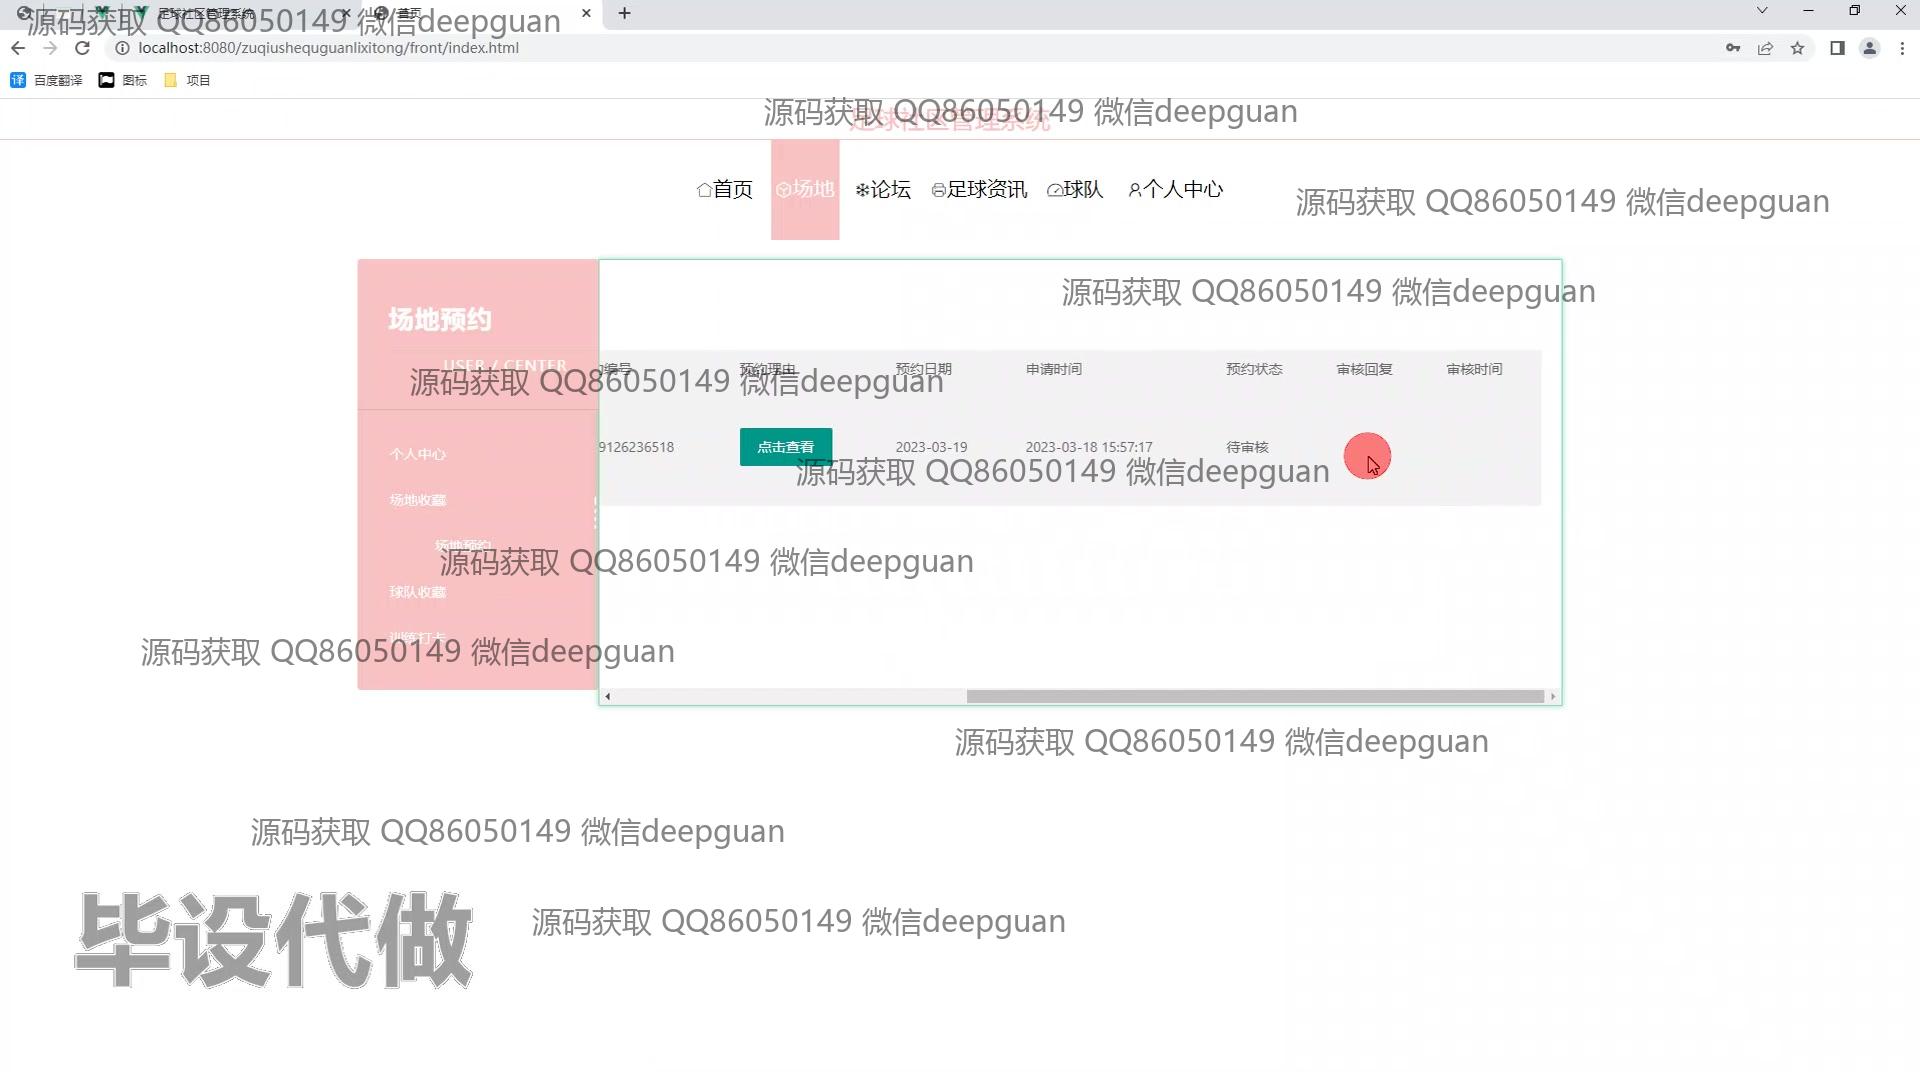 足球社区管理系统
首页
源码获取 QQ86050149 微信deepguan
localhost:8080/zuqiushequguanlixitong/front/index.html
译 百度翻译 图标 项目
足球社区管理系统
源码获取 QQ86050149 微信deepguan
首页 场地 论坛 足球资讯 球队 个人中心
源码获取 QQ86050149 微信deepguan
源码获取 QQ86050149 微信deepguan
场地预约
USER / CENTER
编号 预约理由 预约日期 申请时间 预约状态 审核回复 审核时间
源码获取 QQ86050149 微信deepguan
9126236518 点击查看 2023-03-19 2023-03-18 15:57:17 待审核
个人中心
源码获取 QQ86050149 微信deepguan
场地收藏
场地预约
源码获取 QQ86050149 微信deepguan
球队收藏
训练打卡
源码获取 QQ86050149 微信deepguan
源码获取 QQ86050149 微信deepguan
源码获取 QQ86050149 微信deepguan
毕设代做
源码获取 QQ86050149 微信deepguan